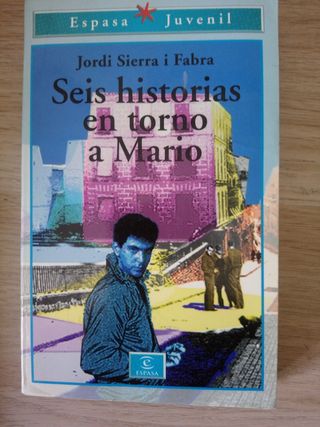 Espasa Juvenil
Jordi Sierra i Fabra
Seis historias
en torno
a Mario
e
ESPASA